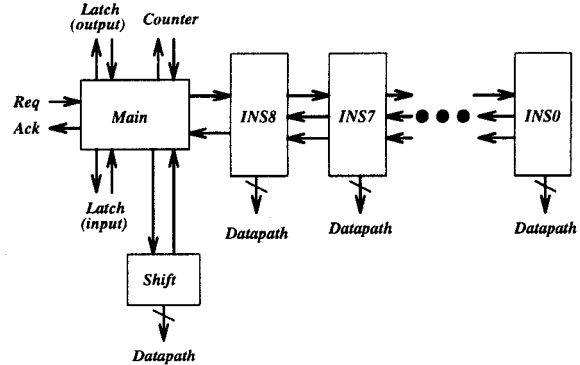 Latch
(output)
Counter
Req
Ack
Main
INS8
INS7
INS0
Latch
(input)
Datapath
Datapath
Datapath
Shift
Datapath